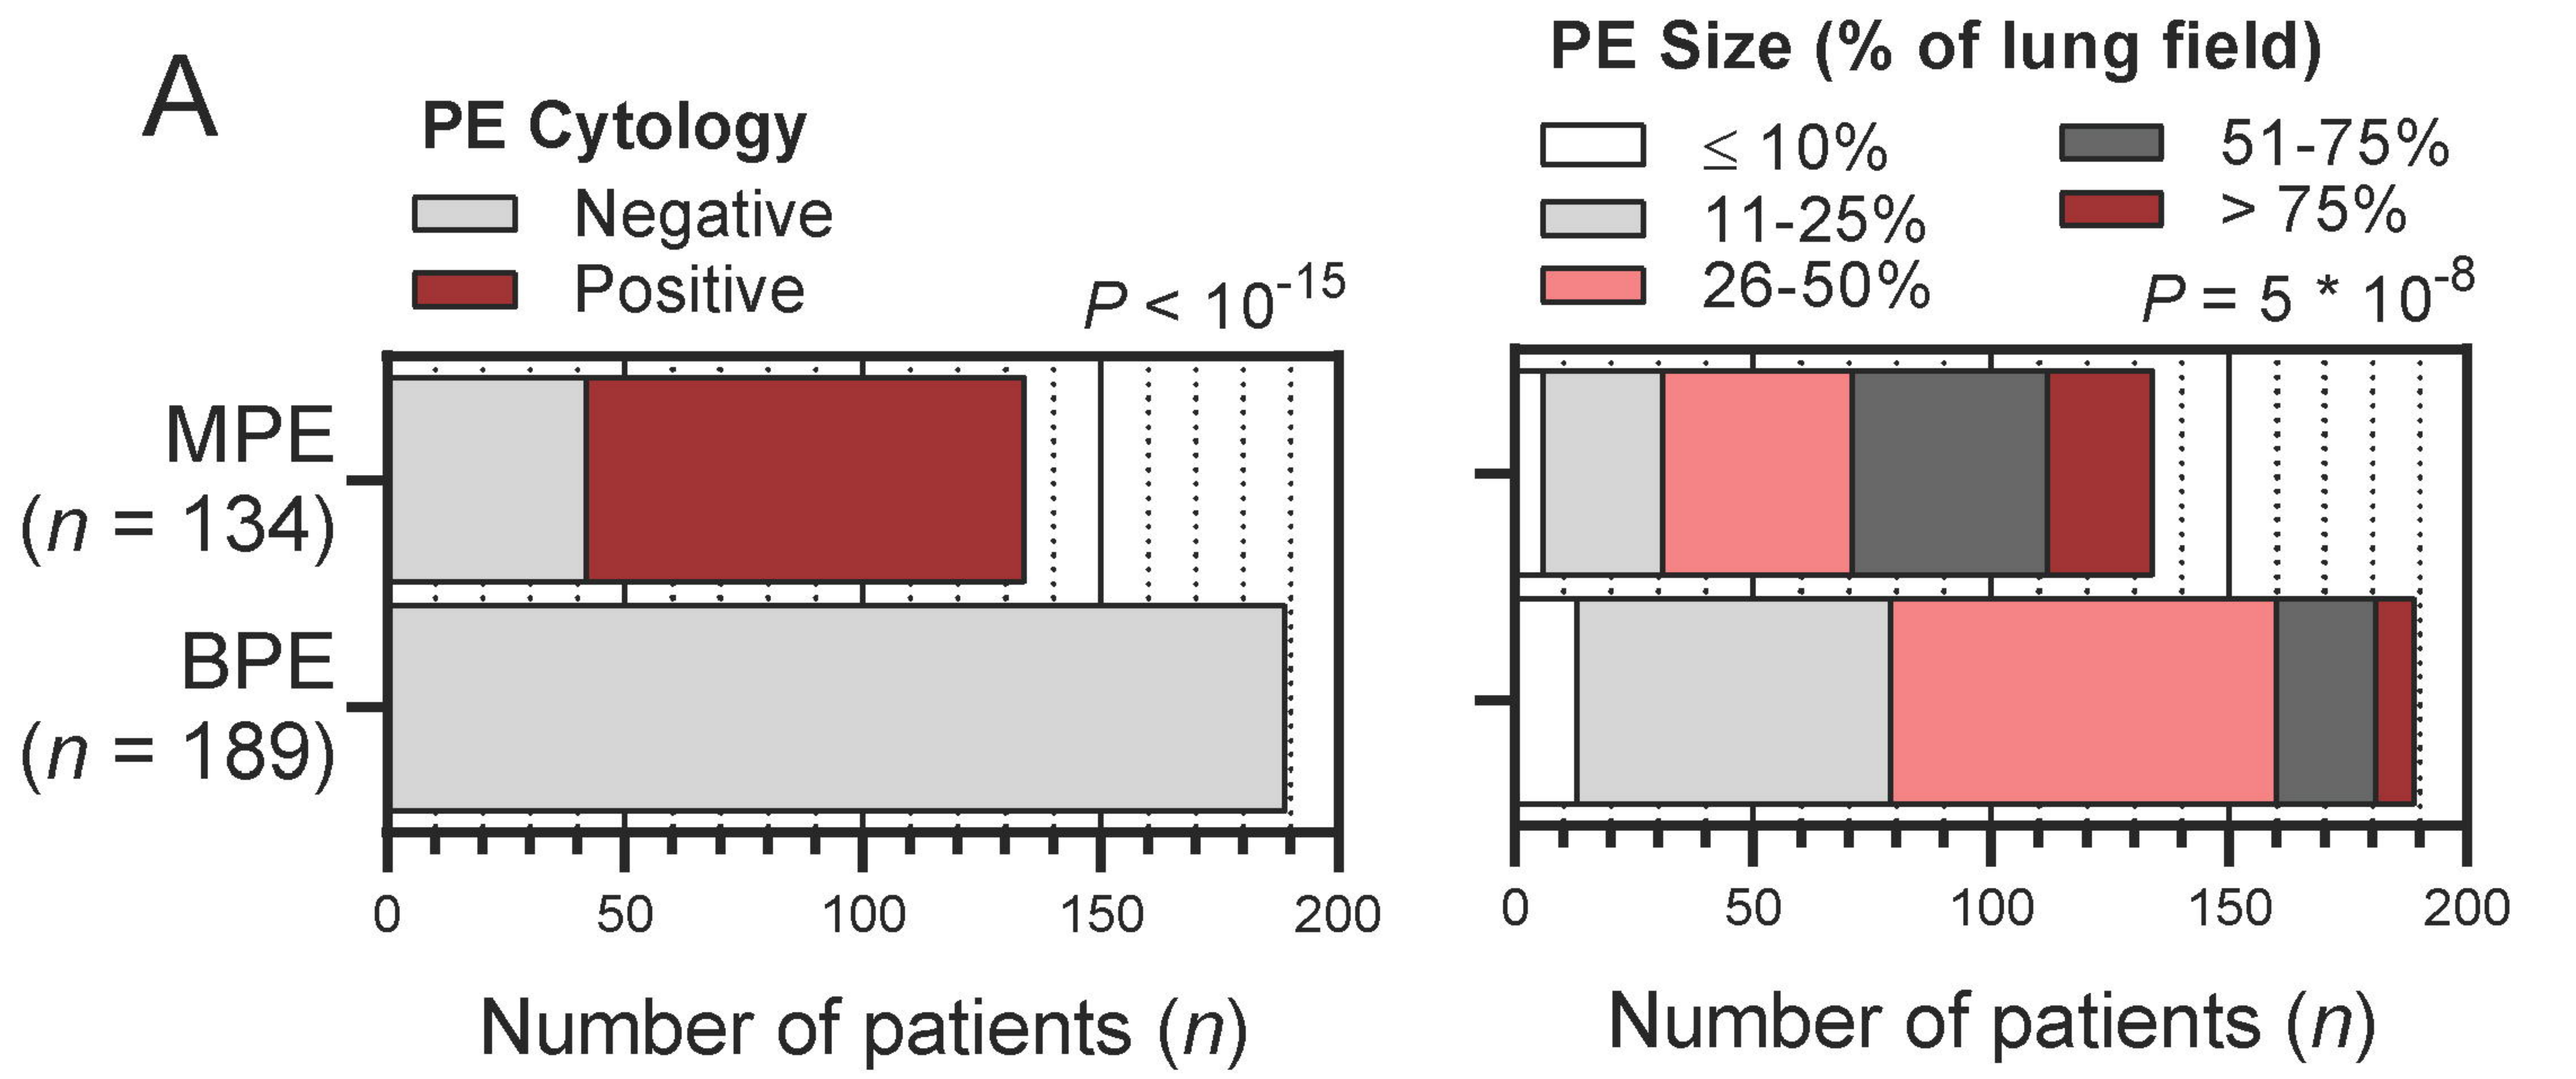 A
PE Cytology
Negative
Positive
P < 10-15
MPE
(n = 134)
BPE
(n = 189)
0 50 100 150 200
Number of patients (n)
PE Size (% of lung field)
≤ 10%
11-25%
26-50%
51-75%
> 75%
P = 5 * 10-8
0 50 100 150 200
Number of patients (n)